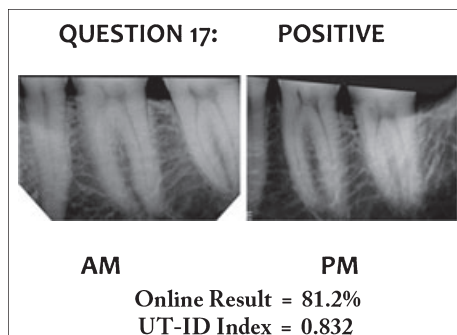 QUESTION 17: POSITIVE
AM PM
Online Result = 81.2%
UT-ID Index = 0.832